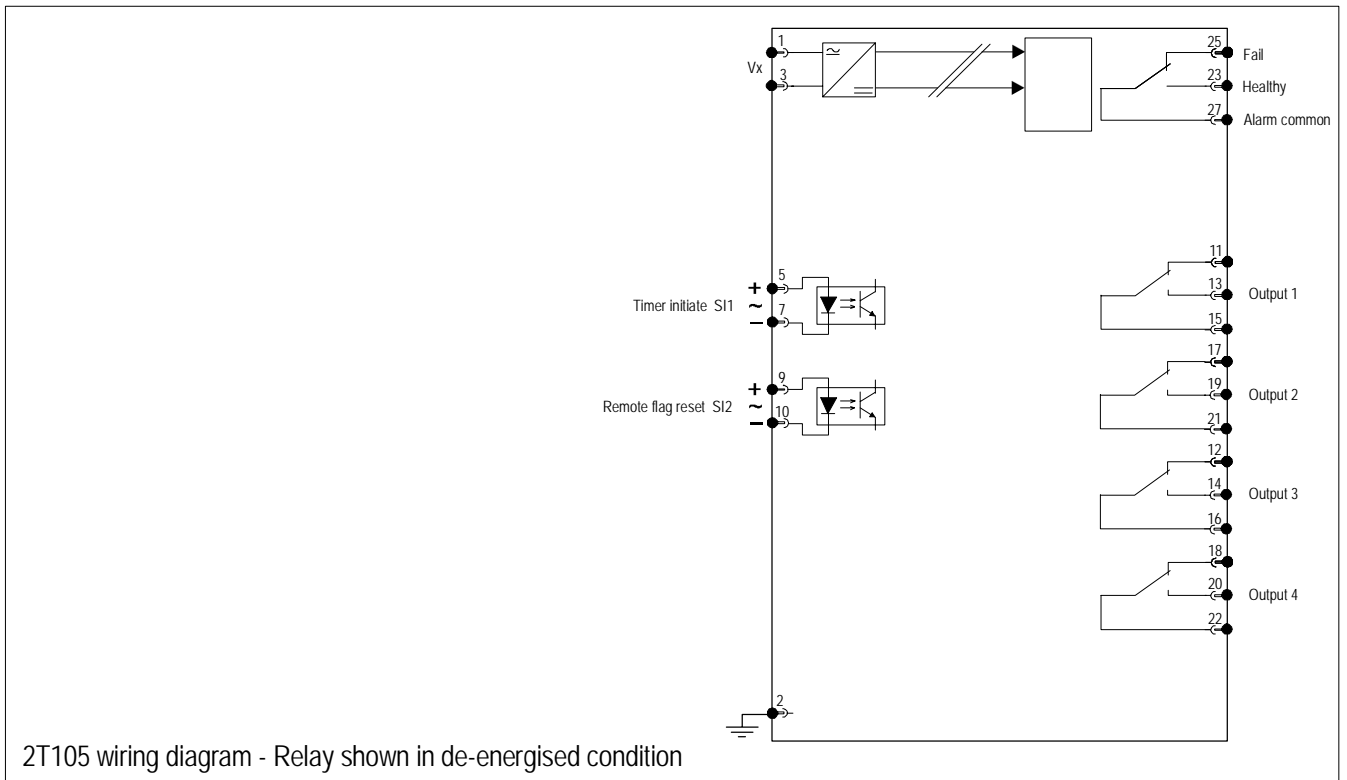 1
Vx
3
25
Fail
23
Healthy
27
Alarm common
5
+
Timer initiate SI1 ~
7
−
9
+
Remote flag reset SI2 ~
10
−
11
13
Output 1
15
17
19
Output 2
21
12
14
Output 3
16
18
20
Output 4
22
2
2T105 wiring diagram - Relay shown in de-energised condition